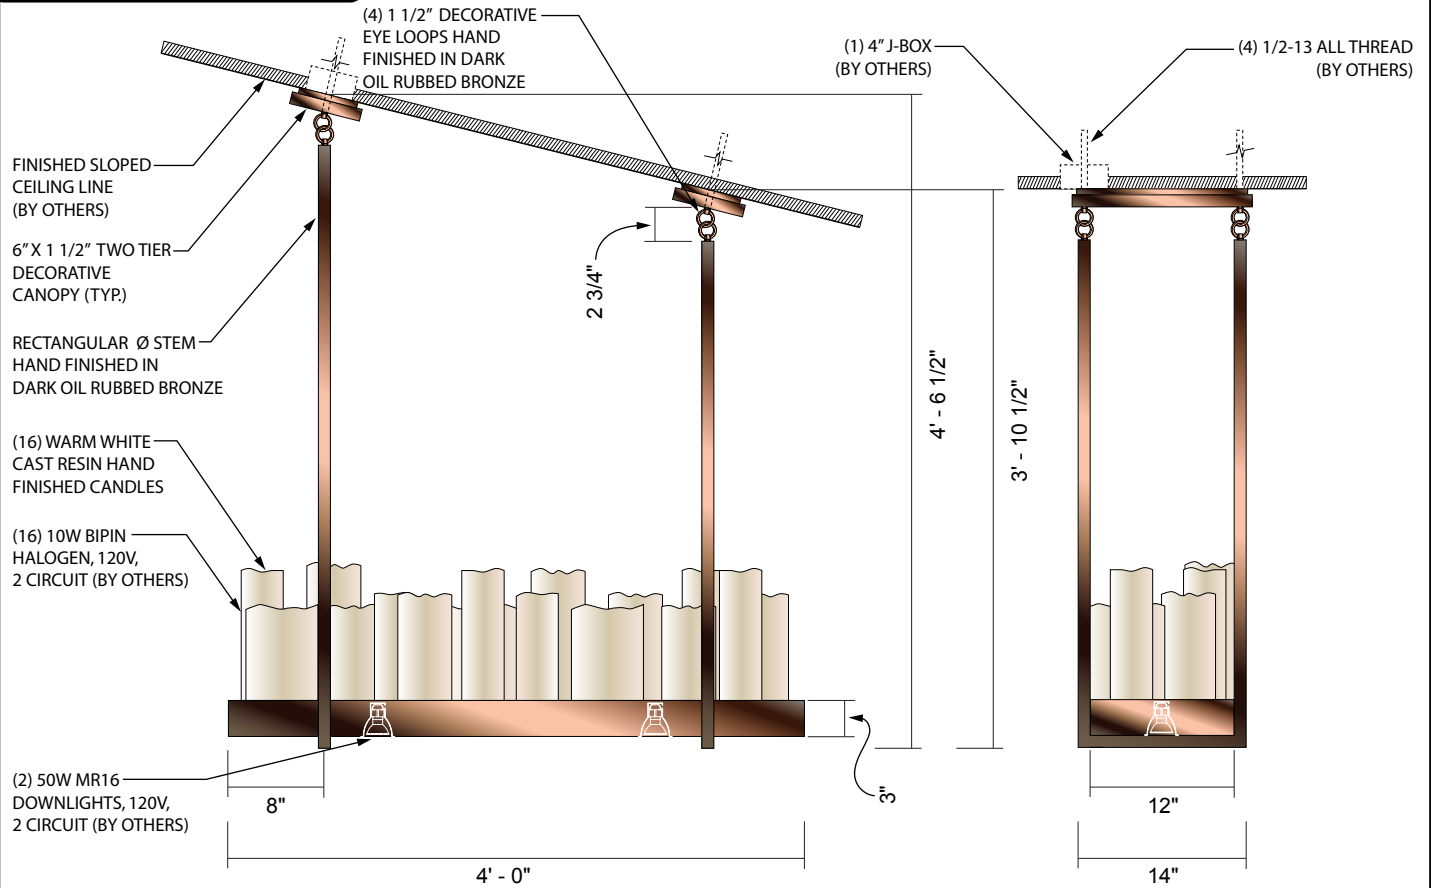 (4) 1 1/2" DECORATIVE
EYE LOOPS HAND
FINISHED IN DARK
OIL RUBBED BRONZE
(1) 4" J-BOX
(BY OTHERS)
(4) 1/2-13 ALL THREAD
(BY OTHERS)
FINISHED SLOPED
CEILING LINE
(BY OTHERS)
6" X 1 1/2" TWO TIER
DECORATIVE
CANOPY (TYP.)
RECTANGULAR Ø STEM
HAND FINISHED IN
DARK OIL RUBBED BRONZE
(16) WARM WHITE
CAST RESIN HAND
FINISHED CANDLES
(16) 10W BIPIN
HALOGEN, 120V,
2 CIRCUIT (BY OTHERS)
(2) 50W MR16
DOWNLIGHTS, 120V,
2 CIRCUIT (BY OTHERS)
2 3/4"
4' - 6 1/2"
3' - 10 1/2"
3"
8"
4' - 0"
12"
14"